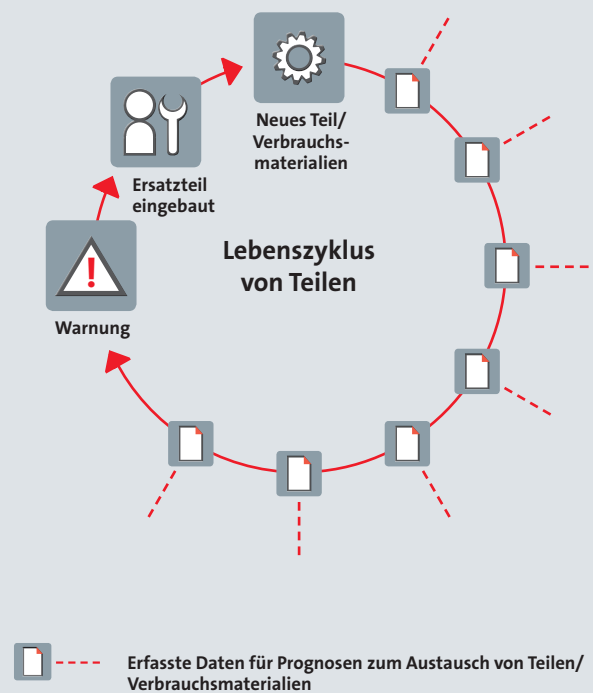 Neues Teil/
Verbrauchs-
materialien
Ersatzteil
eingebaut
Lebenszyklus
von Teilen
!
Warnung
Erfasste Daten für Prognosen zum Austausch von Teilen/
Verbrauchsmaterialien